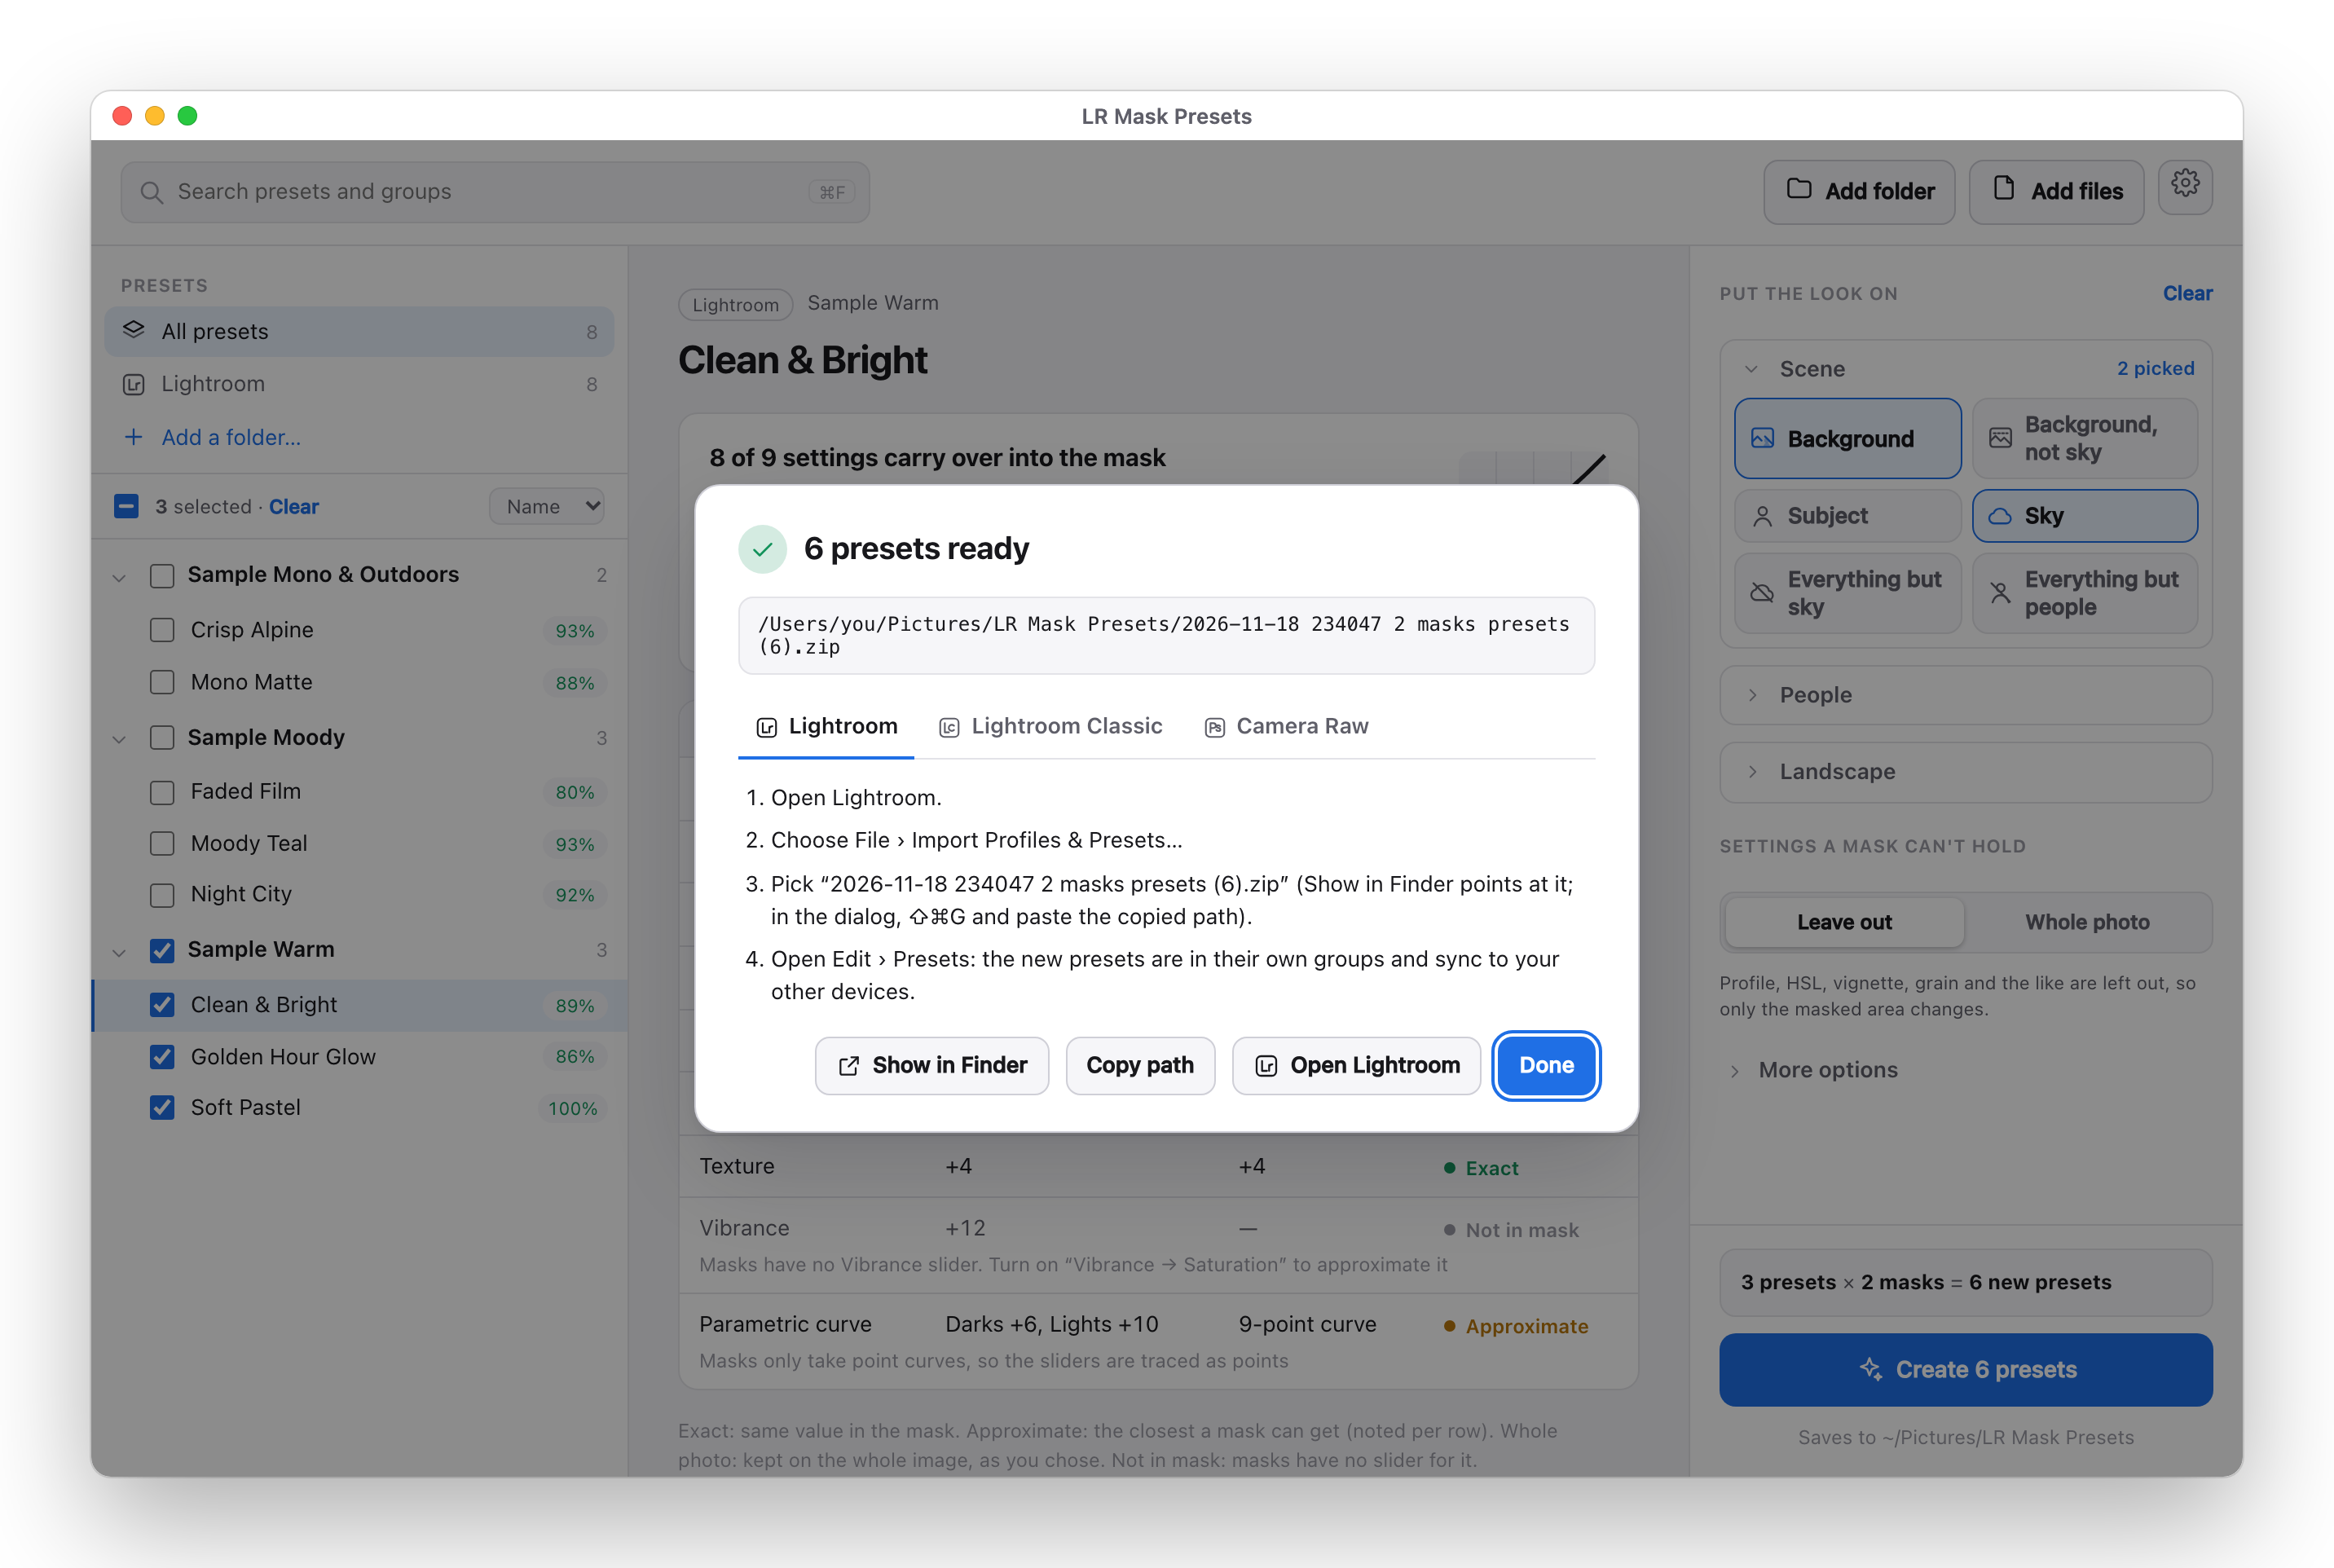 LR Mask Presets
Search presets and groups
⌘F
Add folder
Add files
PRESETS
All presets 8
Lr Lightroom 8
+ Add a folder...
3 selected · Clear
Name
Sample Mono & Outdoors 2
Crisp Alpine 93%
Mono Matte 88%
Sample Moody 3
Faded Film 80%
Moody Teal 93%
Night City 92%
Sample Warm 3
Clean & Bright 89%
Golden Hour Glow 86%
Soft Pastel 100%
Lightroom Sample Warm
Clean & Bright
8 of 9 settings carry over into the mask
6 presets ready
/Users/you/Pictures/LR Mask Presets/2026-11-18 234047 2 masks presets
(6).zip
Lr Lightroom
LC Lightroom Classic
Ps Camera Raw
1. Open Lightroom.
2. Choose File › Import Profiles & Presets...
3. Pick “2026-11-18 234047 2 masks presets (6).zip” (Show in Finder points at it;
in the dialog, ⇧⌘G and paste the copied path).
4. Open Edit › Presets: the new presets are in their own groups and sync to your
other devices.
Show in Finder
Copy path
Lr Open Lightroom
Done
Texture +4 +4 Exact
Vibrance +12 — Not in mask
Masks have no Vibrance slider. Turn on “Vibrance → Saturation” to approximate it
Parametric curve Darks +6, Lights +10 9-point curve Approximate
Masks only take point curves, so the sliders are traced as points
Exact: same value in the mask. Approximate: the closest a mask can get (noted per row). Whole
photo: kept on the whole image, as you chose. Not in mask: masks have no slider for it.
PUT THE LOOK ON Clear
Scene 2 picked
Background
Background,
not sky
Subject
Sky
Everything but
sky
Everything but
people
People
Landscape
SETTINGS A MASK CAN'T HOLD
Leave out
Whole photo
Profile, HSL, vignette, grain and the like are left out, so
only the masked area changes.
More options
3 presets × 2 masks = 6 new presets
Create 6 presets
Saves to ~/Pictures/LR Mask Presets